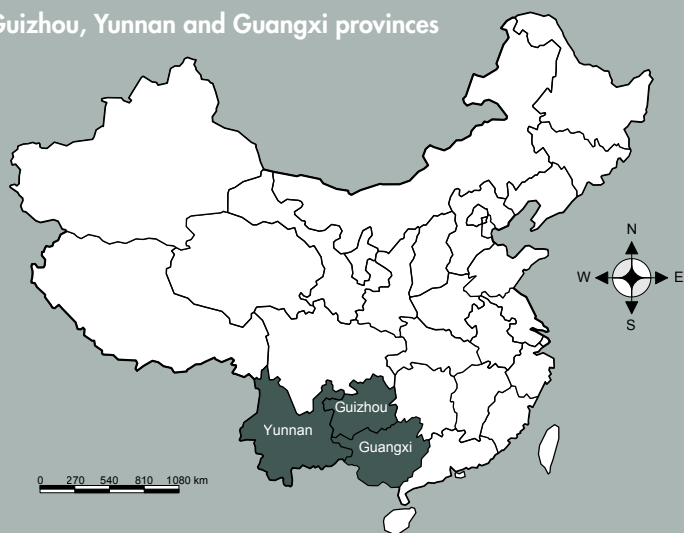 Guizhou, Yunnan and Guangxi provinces
N
W E
S
Guizhou
Yunnan
Guangxi
0 270 540 810 1080 km